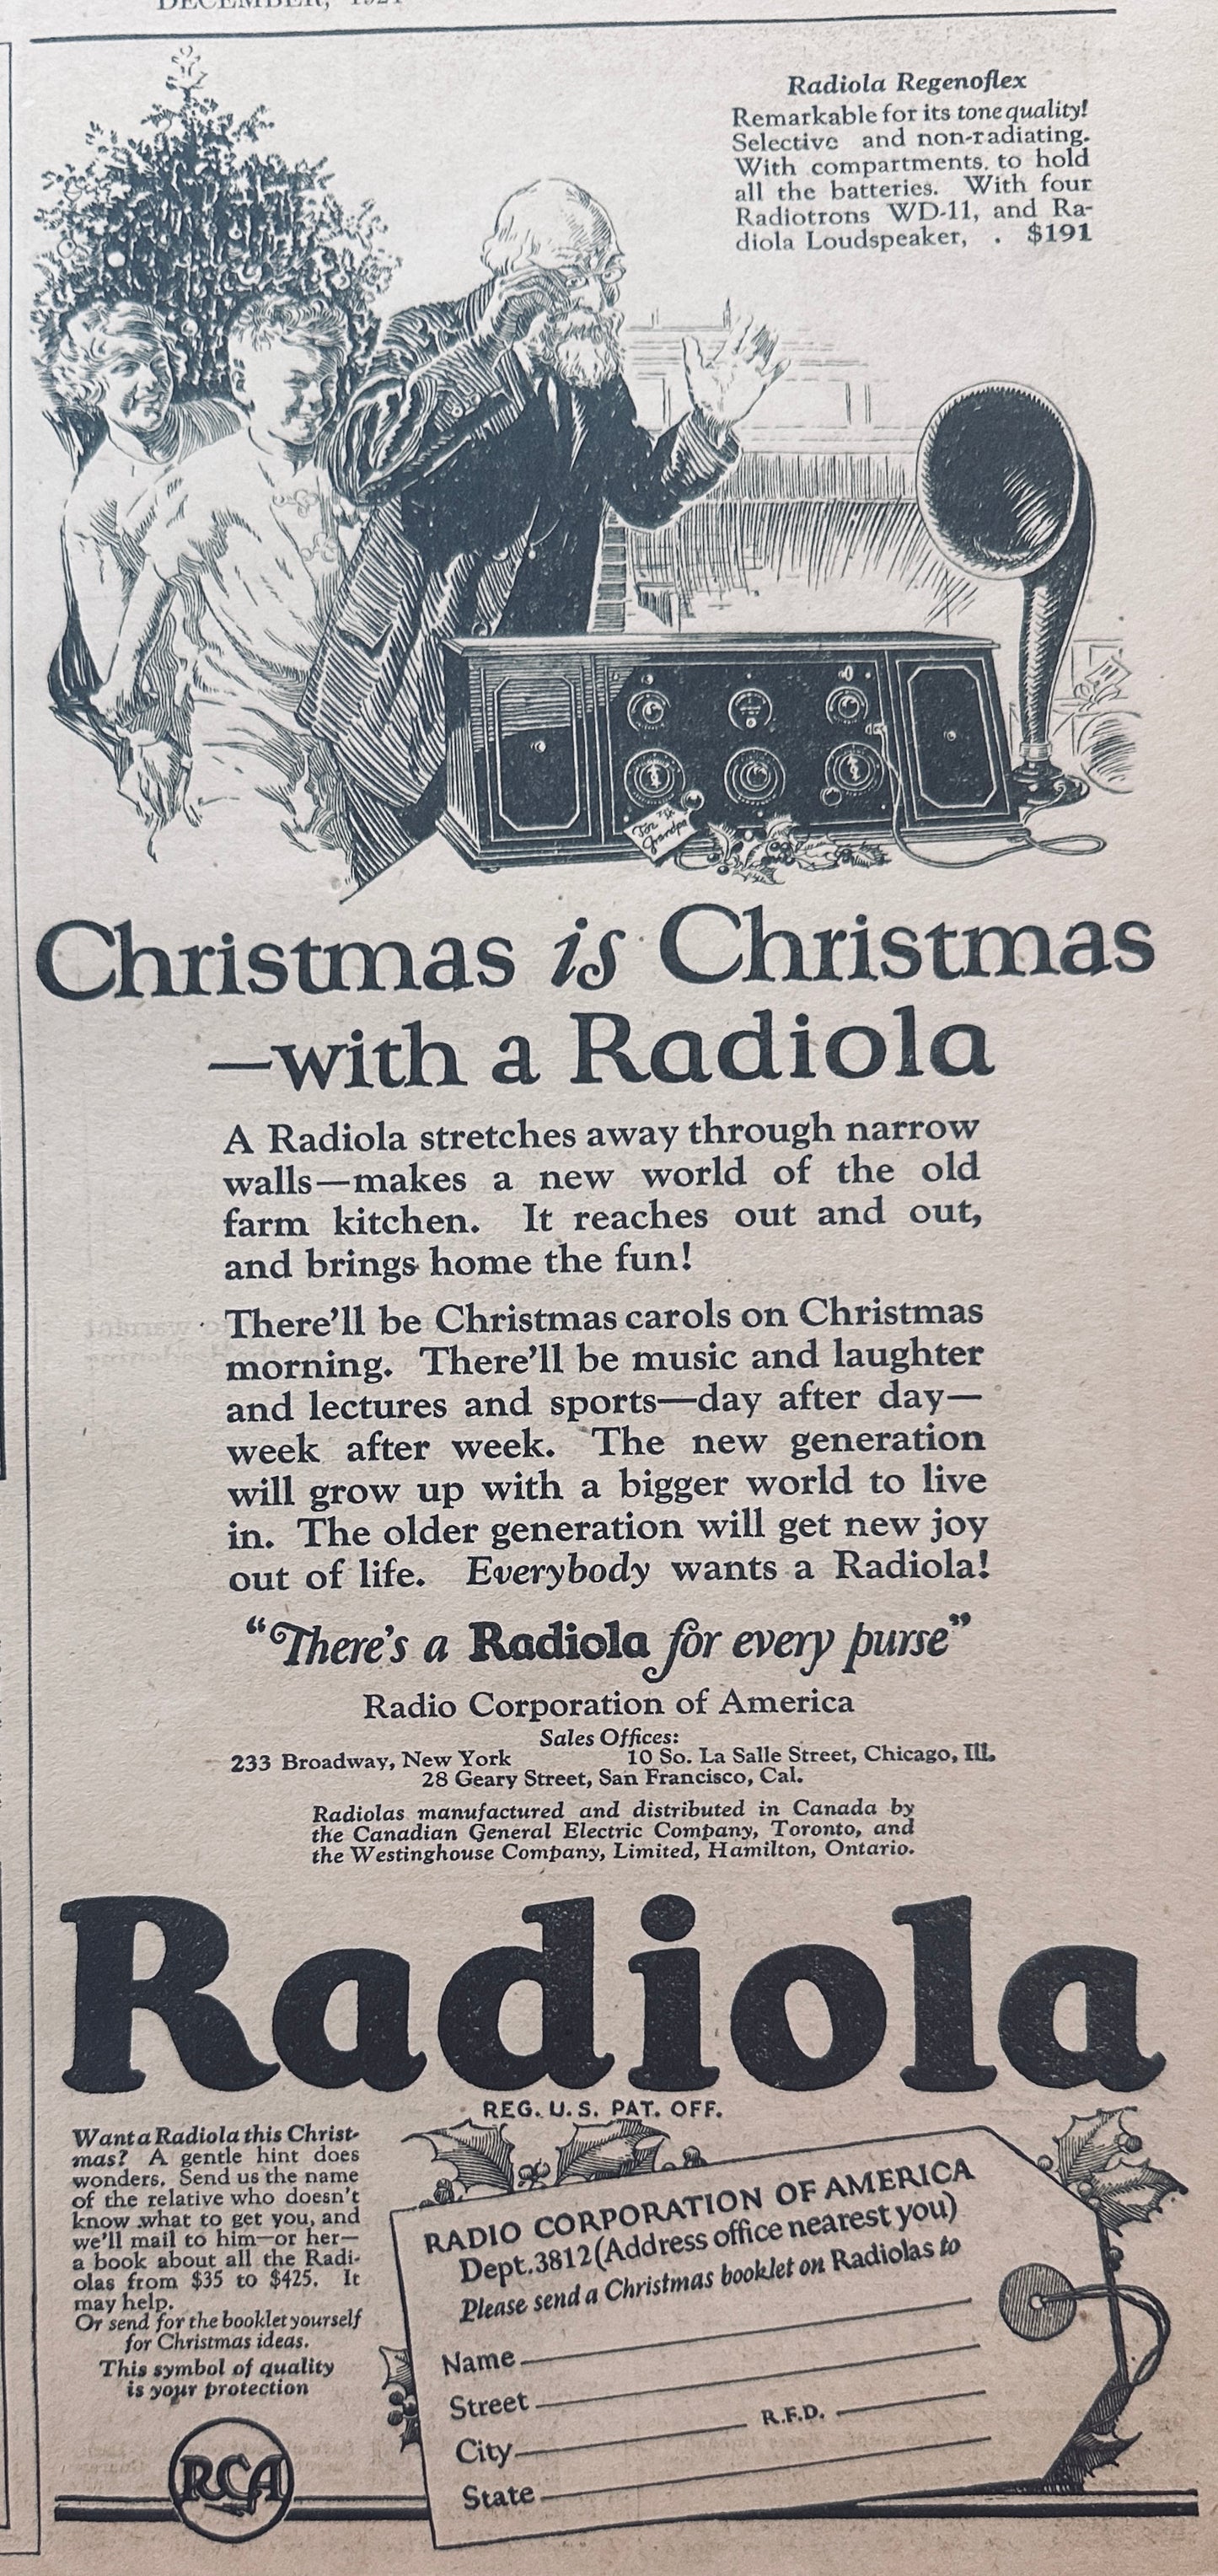 DECEMBER,
Radiola Regenoflex
Remarkable for its tone quality!
Selective and non-radiating.
With compartments to hold
all the batteries. With four
Radiotrons WD-11, and Ra-
diola Loudspeaker, . $191
For
Grandpa
Christmas is Christmas
—with a Radiola
A Radiola stretches away through narrow
walls—makes a new world of the old
farm kitchen. It reaches out and out,
and brings home the fun!
There'll be Christmas carols on Christmas
morning. There'll be music and laughter
and lectures and sports—day after day—
week after week. The new generation
will grow up with a bigger world to live
in. The older generation will get new joy
out of life. Everybody wants a Radiola!
"There's a Radiola for every purse"
Radio Corporation of America
Sales Offices:
233 Broadway, New York 10 So. La Salle Street, Chicago, Ill.
28 Geary Street, San Francisco, Cal.
Radiolas manufactured and distributed in Canada by
the Canadian General Electric Company, Toronto, and
the Westinghouse Company, Limited, Hamilton, Ontario.
Radiola
REG. U. S. PAT. OFF.
Want a Radiola this Christ-
mas? A gentle hint does
wonders. Send us the name
of the relative who doesn't
know what to get you, and
we'll mail to him—or her—
a book about all the Radi-
olas from $35 to $425. It
may help.
Or send for the booklet yourself
for Christmas ideas.
This symbol of quality
is your protection
RCA
RADIO CORPORATION OF AMERICA
Dept. 3812 (Address office nearest you)
Please send a Christmas booklet on Radiolas to
Name
Street
City R.F.D.
State